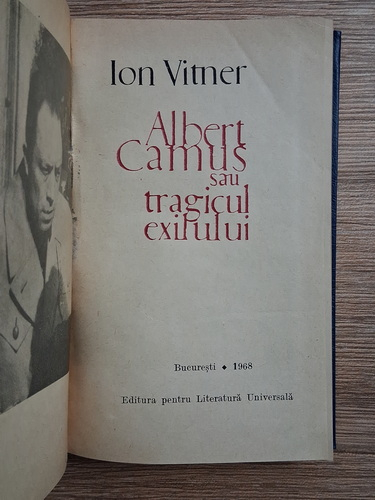 Ion Vitner
Albert
Camus
sau
tragicul
exilului
București ◆ 1968
Editura pentru Literatură Universală